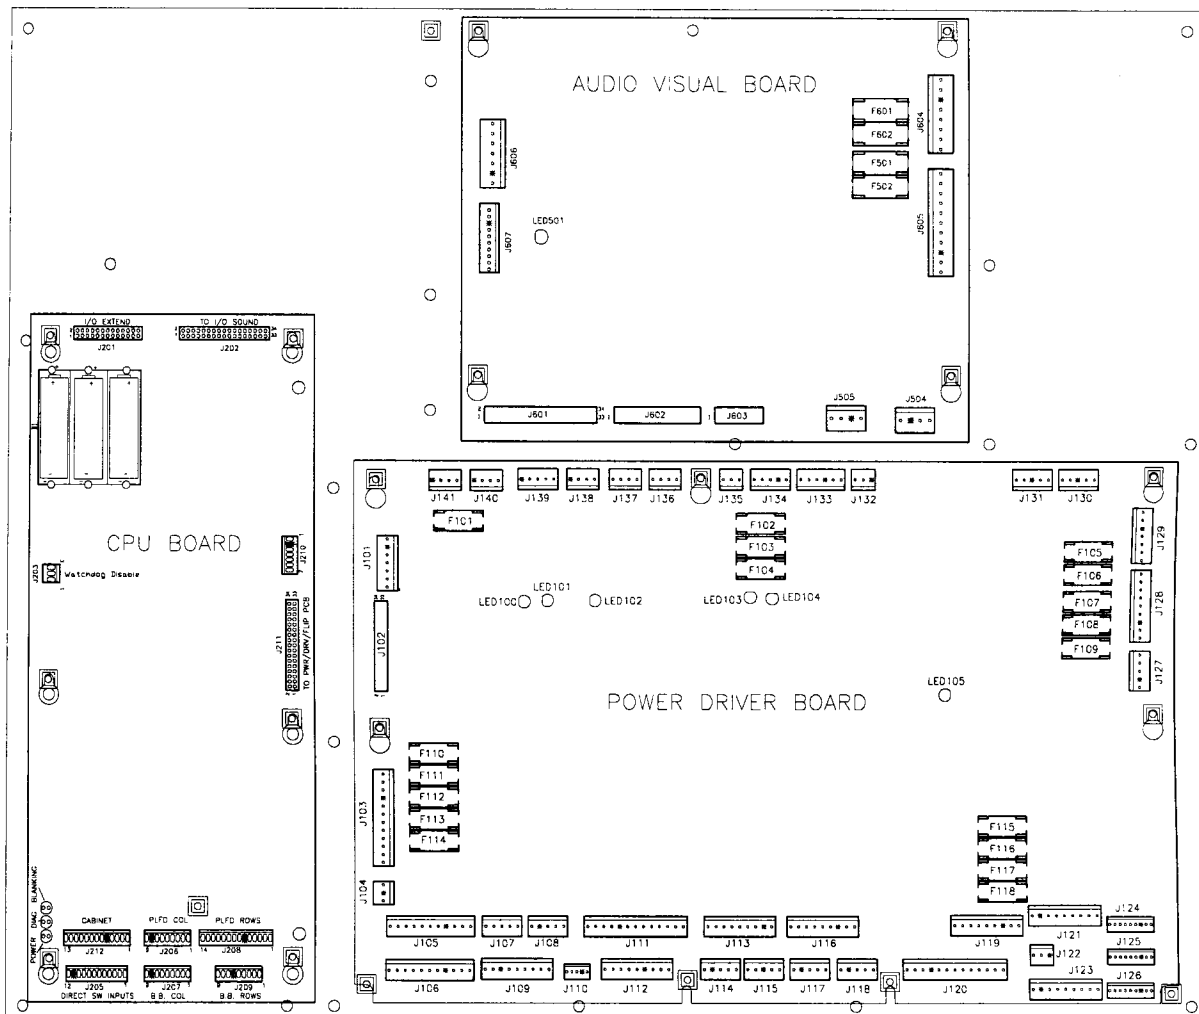 AUDIO VISUAL BOARD
F601
F602
F501
F502
J604
J605
J606
J607
LED501
J601
J602
J603
J505
J504
I/O EXTEND
J201
TO I/O SOUND
J202
CPU BOARD
J203
Watchdog Disable
J210
J211
TO PWR/DRV/FLIP PCB
POWER DIAG BLANKING
CABINET
J212
PLFD COL
J206
PLFD ROWS
J208
J205
DIRECT SW INPUTS
J207
B.B. COL
J209
B.B. ROWS
POWER DRIVER BOARD
J141
J140
J139
J138
J137
J136
J135
J134
J133
J132
J131
J130
F101
F102
F103
F104
J101
J102
LED100
LED101
LED102
LED103
LED104
LED105
F105
F106
F107
F108
F109
J129
J128
J127
F110
F111
F112
F113
F114
J103
J104
F115
F116
F117
F118
J105
J107
J108
J111
J113
J116
J119
J121
J124
J125
J122
J123
J126
J106
J109
J110
J112
J114
J115
J117
J118
J120